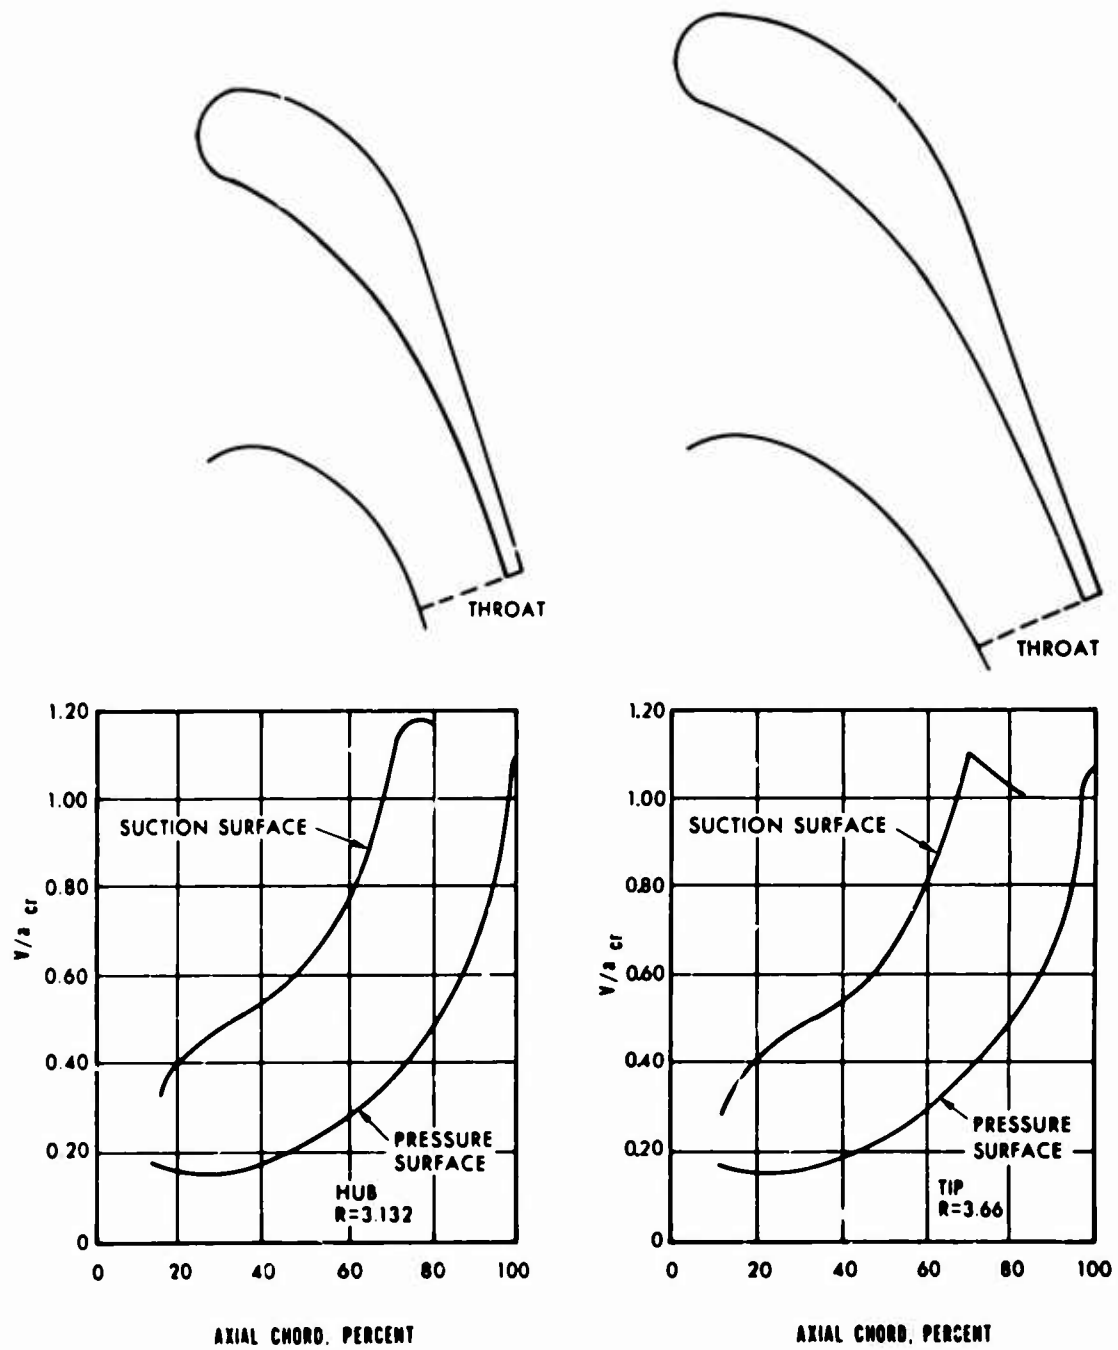 THROAT
THROAT
1.20
1.00
0.80
0.60
0.40
0.20
0
V/a cr
SUCTION SURFACE
PRESSURE
SURFACE
HUB
R=3.132
0 20 40 60 80 100
AXIAL CHORD, PERCENT
1.20
1.00
0.80
0.60
0.40
0.20
0
V/a cr
SUCTION SURFACE
PRESSURE
SURFACE
TIP
R=3.66
0 20 40 60 80 100
AXIAL CHORD, PERCENT